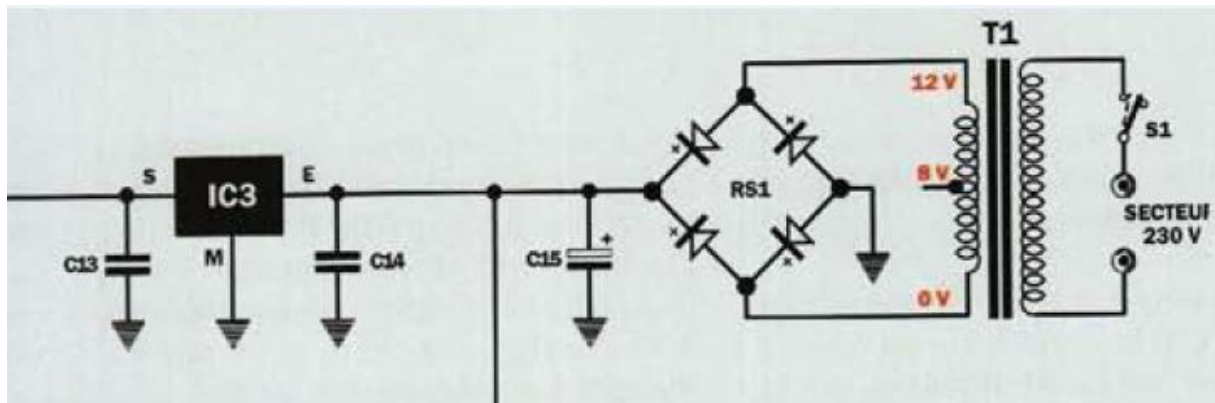 T1
12 V
S1
S
E
IC3
8 V
RS1
SECTEUR
230 V
M
C13
C14
C15
+
0 V